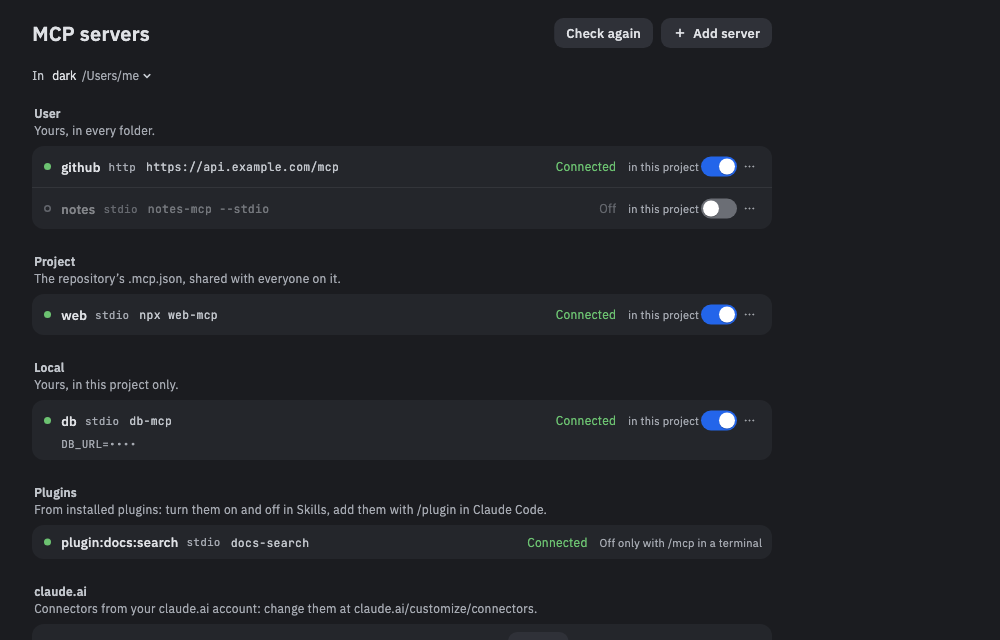 MCP servers
Check again
+ Add server
In dark /Users/me
User
Yours, in every folder.
github http https://api.example.com/mcp Connected in this project ···
notes stdio notes-mcp --stdio Off in this project ···
Project
The repository’s .mcp.json, shared with everyone on it.
web stdio npx web-mcp Connected in this project ···
Local
Yours, in this project only.
db stdio db-mcp Connected in this project ···
DB_URL=····
Plugins
From installed plugins: turn them on and off in Skills, add them with /plugin in Claude Code.
plugin:docs:search stdio docs-search Connected Off only with /mcp in a terminal
claude.ai
Connectors from your claude.ai account: change them at claude.ai/customize/connectors.